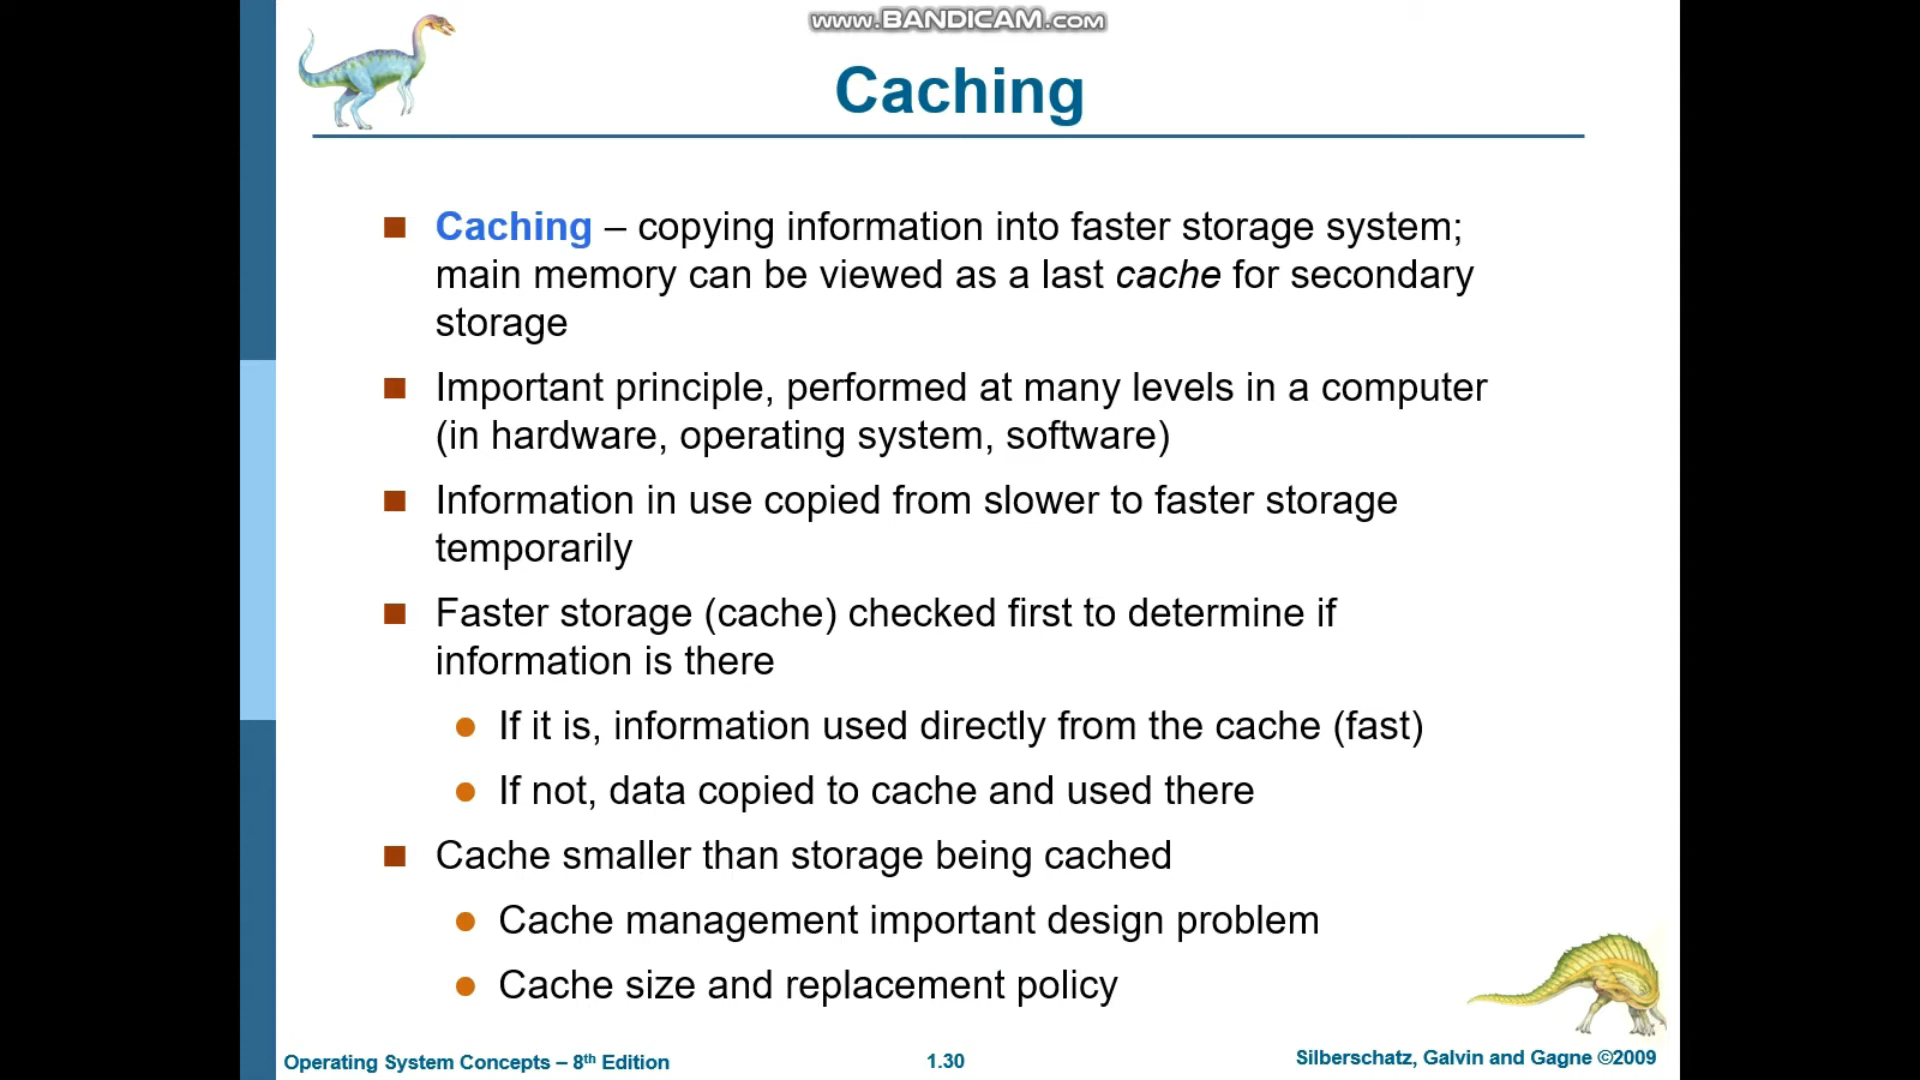 www.BANDICAM.com
Caching
Caching – copying information into faster storage system;
main memory can be viewed as a last cache for secondary
storage
Important principle, performed at many levels in a computer
(in hardware, operating system, software)
Information in use copied from slower to faster storage
temporarily
Faster storage (cache) checked first to determine if
information is there
If it is, information used directly from the cache (fast)
If not, data copied to cache and used there
Cache smaller than storage being cached
Cache management important design problem
Cache size and replacement policy
Operating System Concepts – 8th Edition
1.30
Silberschatz, Galvin and Gagne ©2009